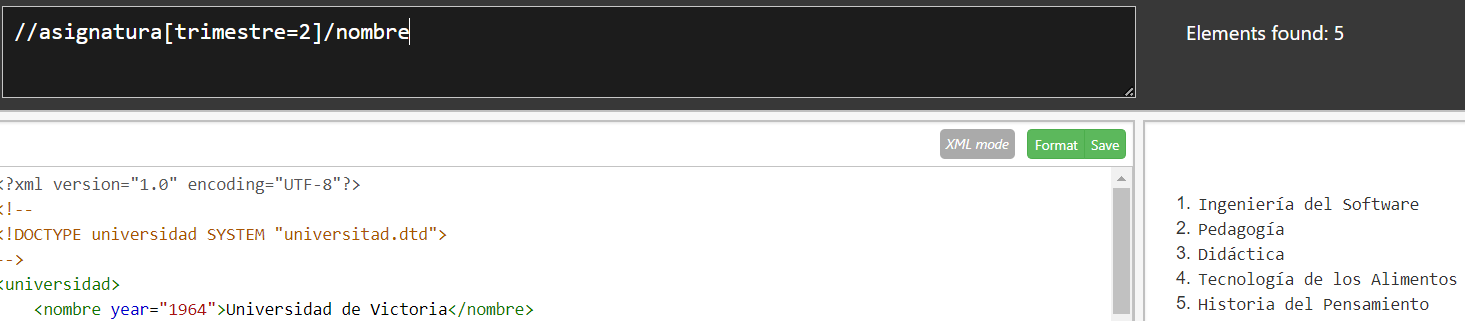 //asignatura[trimestre=2]/nombre
Elements found: 5
XML mode
Format
Save
<?xml version="1.0" encoding="UTF-8"?>
<!--
<!DOCTYPE universidad SYSTEM "universitad.dtd">
-->
<universidad>
<nombre year="1964">Universidad de Victoria</nombre>
1. Ingeniería del Software
2. Pedagogía
3. Didáctica
4. Tecnología de los Alimentos
5. Historia del Pensamiento